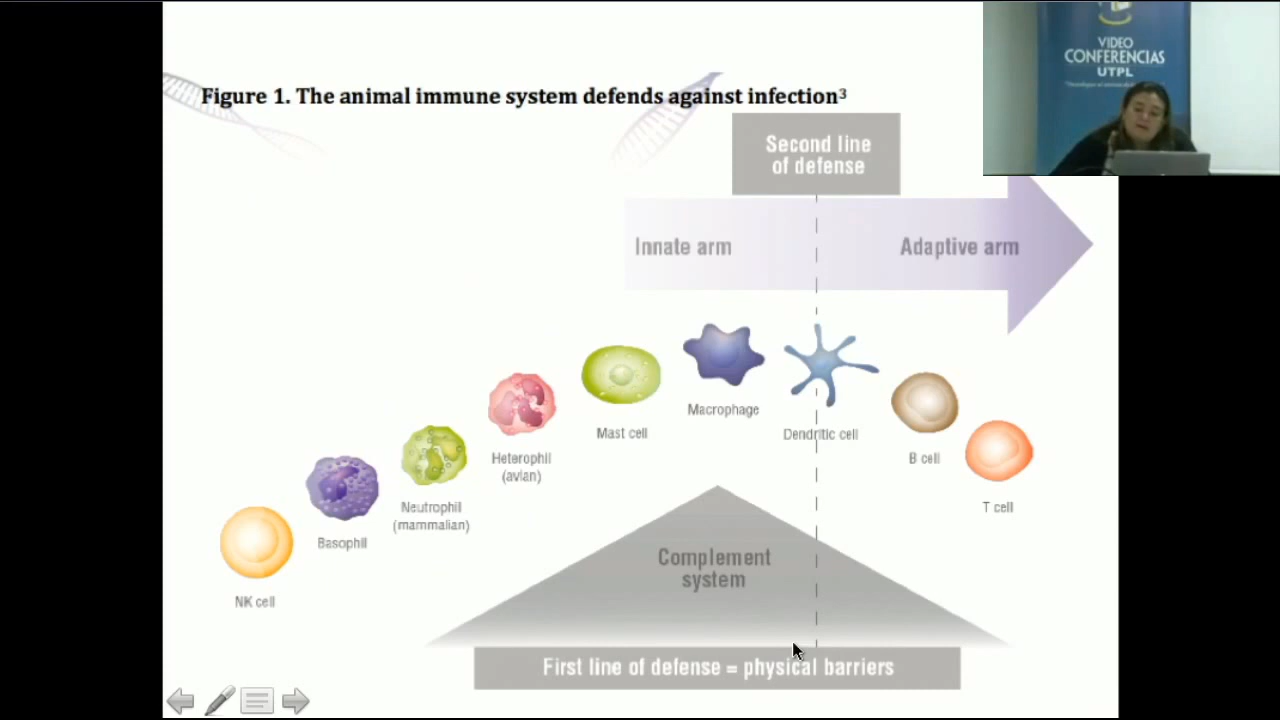 VIDEO
CONFERENCIAS
UTPL
Figure 1. The animal immune system defends against infection³
Second line
of defense
Innate arm
Adaptive arm
Macrophage
Mast cell
Dendritic cell
Heterophil
(avian)
B cell
Neutrophil
(mammalian)
T cell
Basophil
NK cell
Complement
system
First line of defense = physical barriers